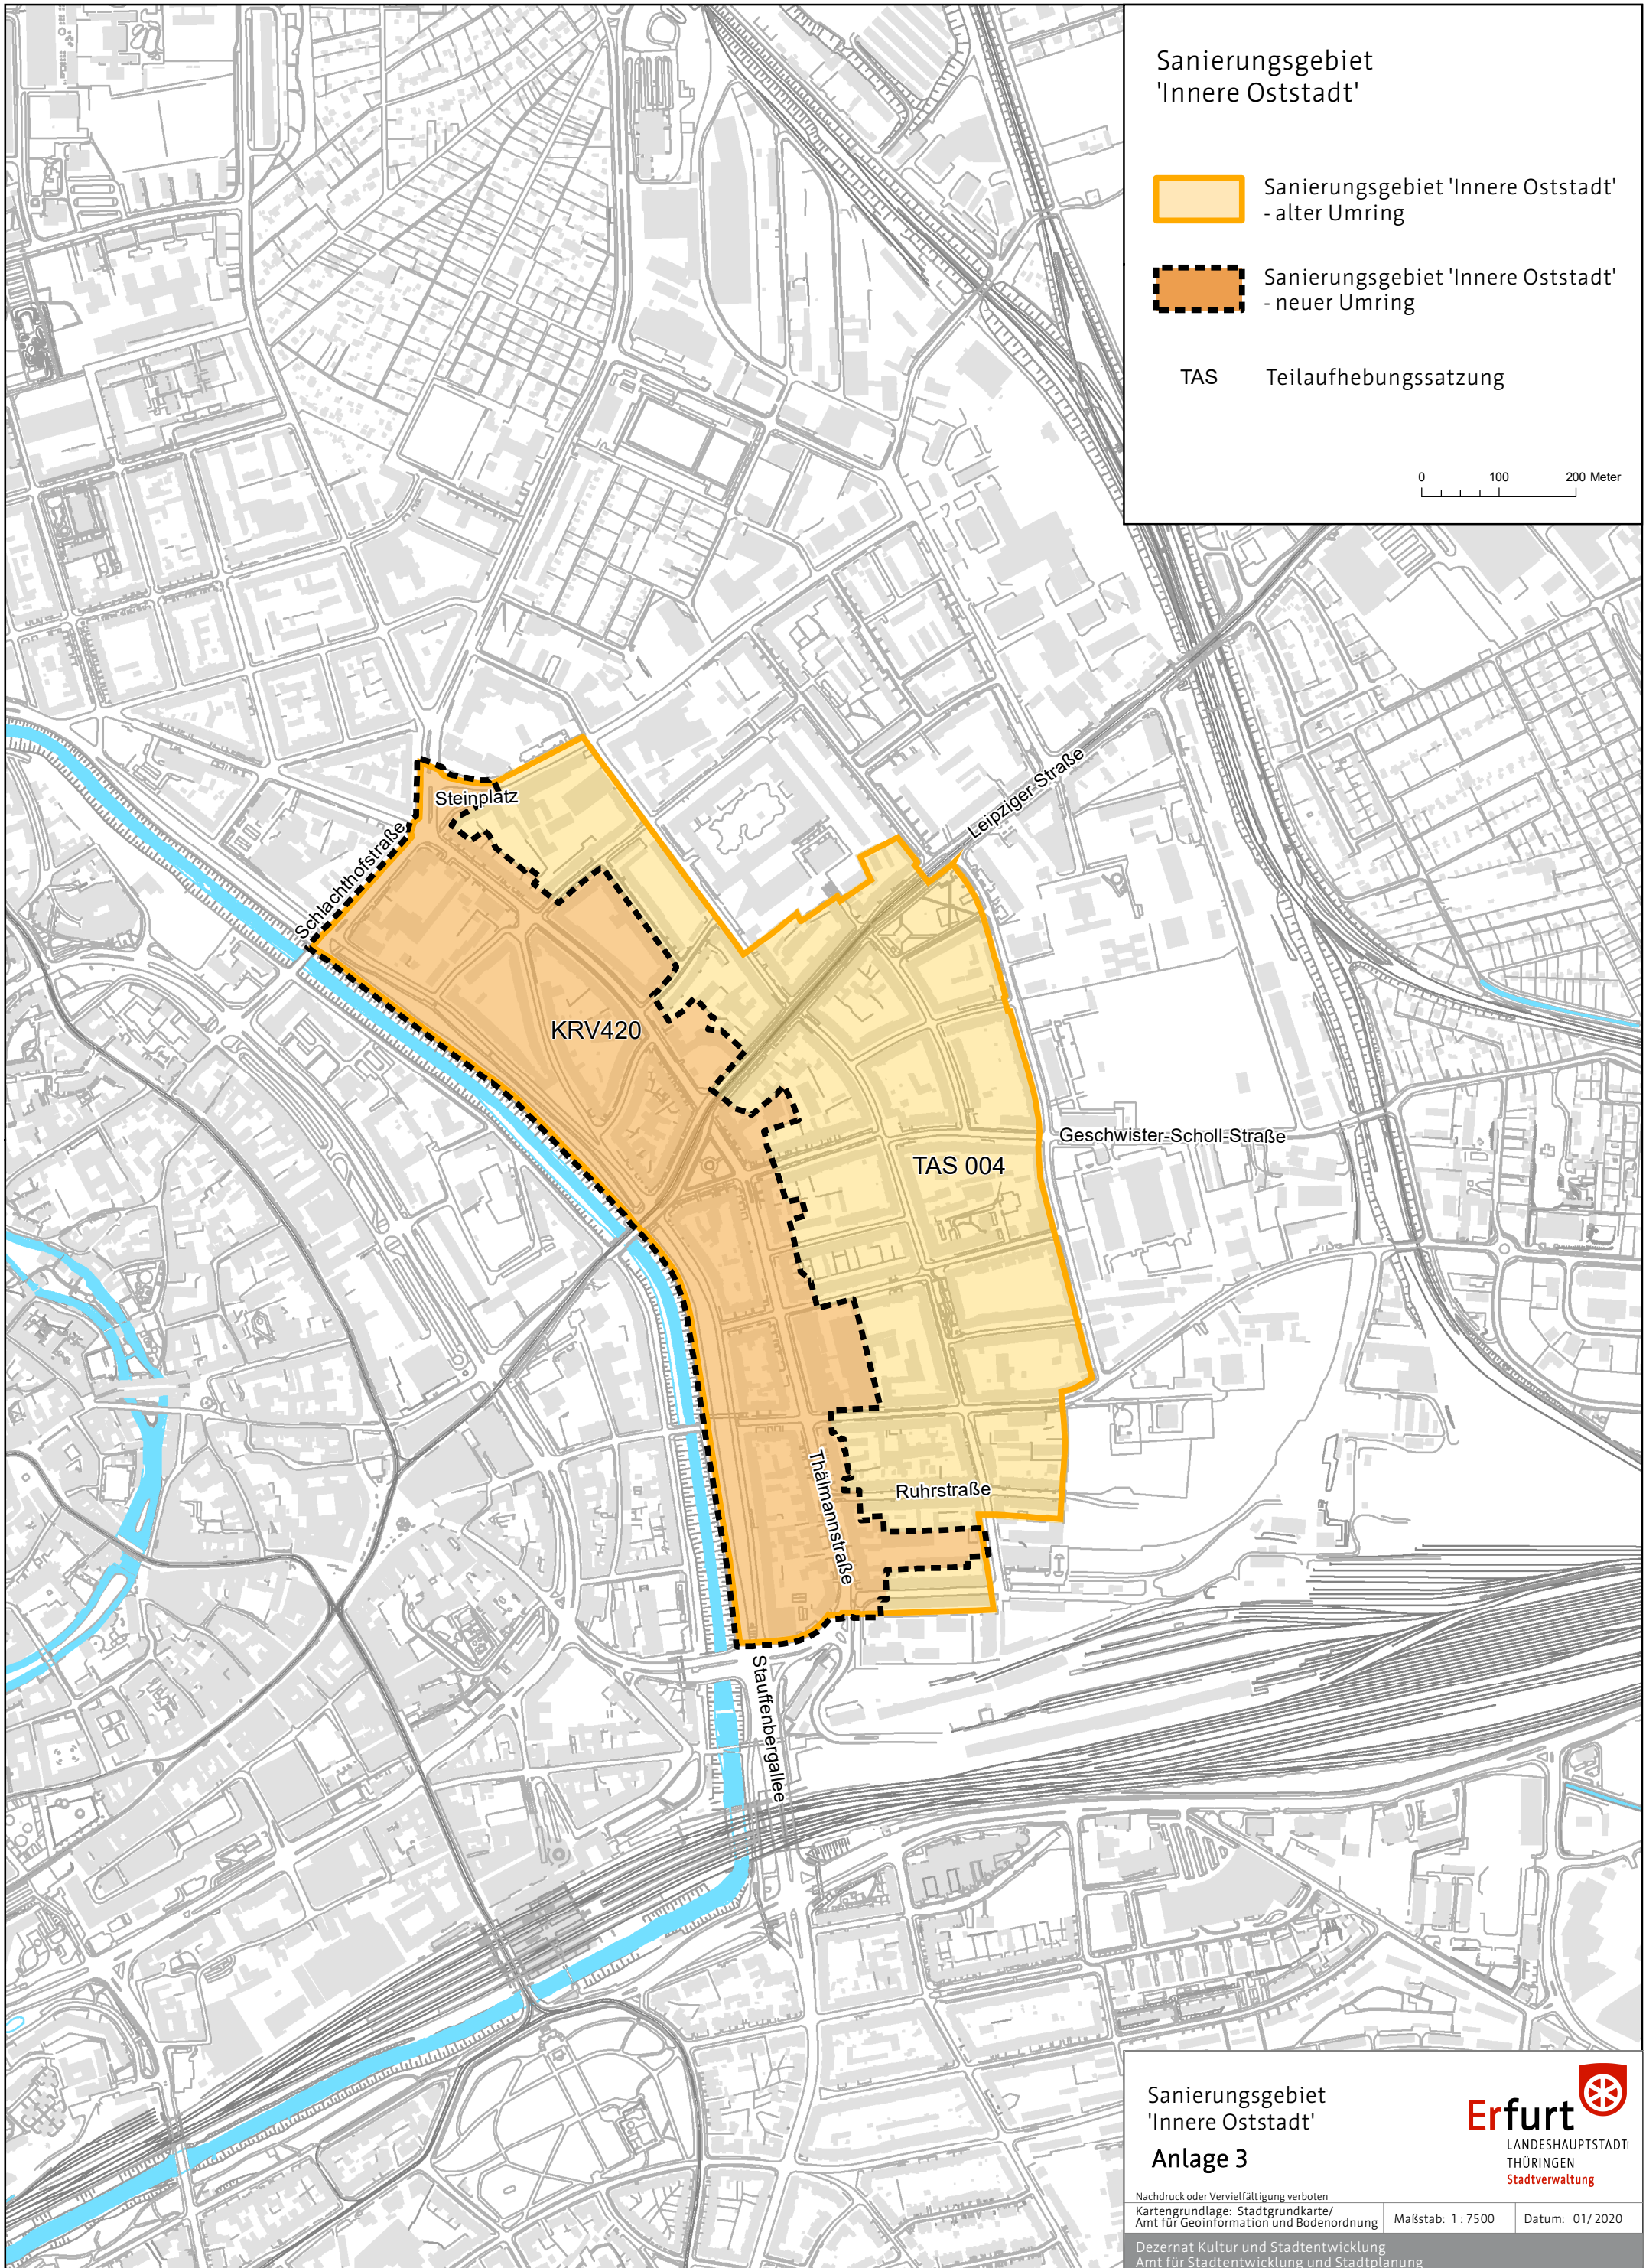 Sanierungsgebiet
'Innere Oststadt'
Sanierungsgebiet 'Innere Oststadt'
- alter Umring
Sanierungsgebiet 'Innere Oststadt'
- neuer Umring
TAS Teilaufhebungssatzung
0 100 200 Meter
Steinplatz
Schlachthofstraße
Leipziger Straße
KRV420
Geschwister-Scholl-Straße
TAS 004
Thälmannstraße
Ruhrstraße
Stauffenbergallee
Sanierungsgebiet
'Innere Oststadt'
Anlage 3
Erfurt
LANDESHAUPTSTADT
THÜRINGEN
Stadtverwaltung
Nachdruck oder Vervielfältigung verboten
Kartengrundlage: Stadtgrundkarte/
Amt für Geoinformation und Bodenordnung
Maßstab: 1 : 7500
Datum: 01/ 2020
Dezernat Kultur und Stadtentwicklung
Amt für Stadtentwicklung und Stadtplanung